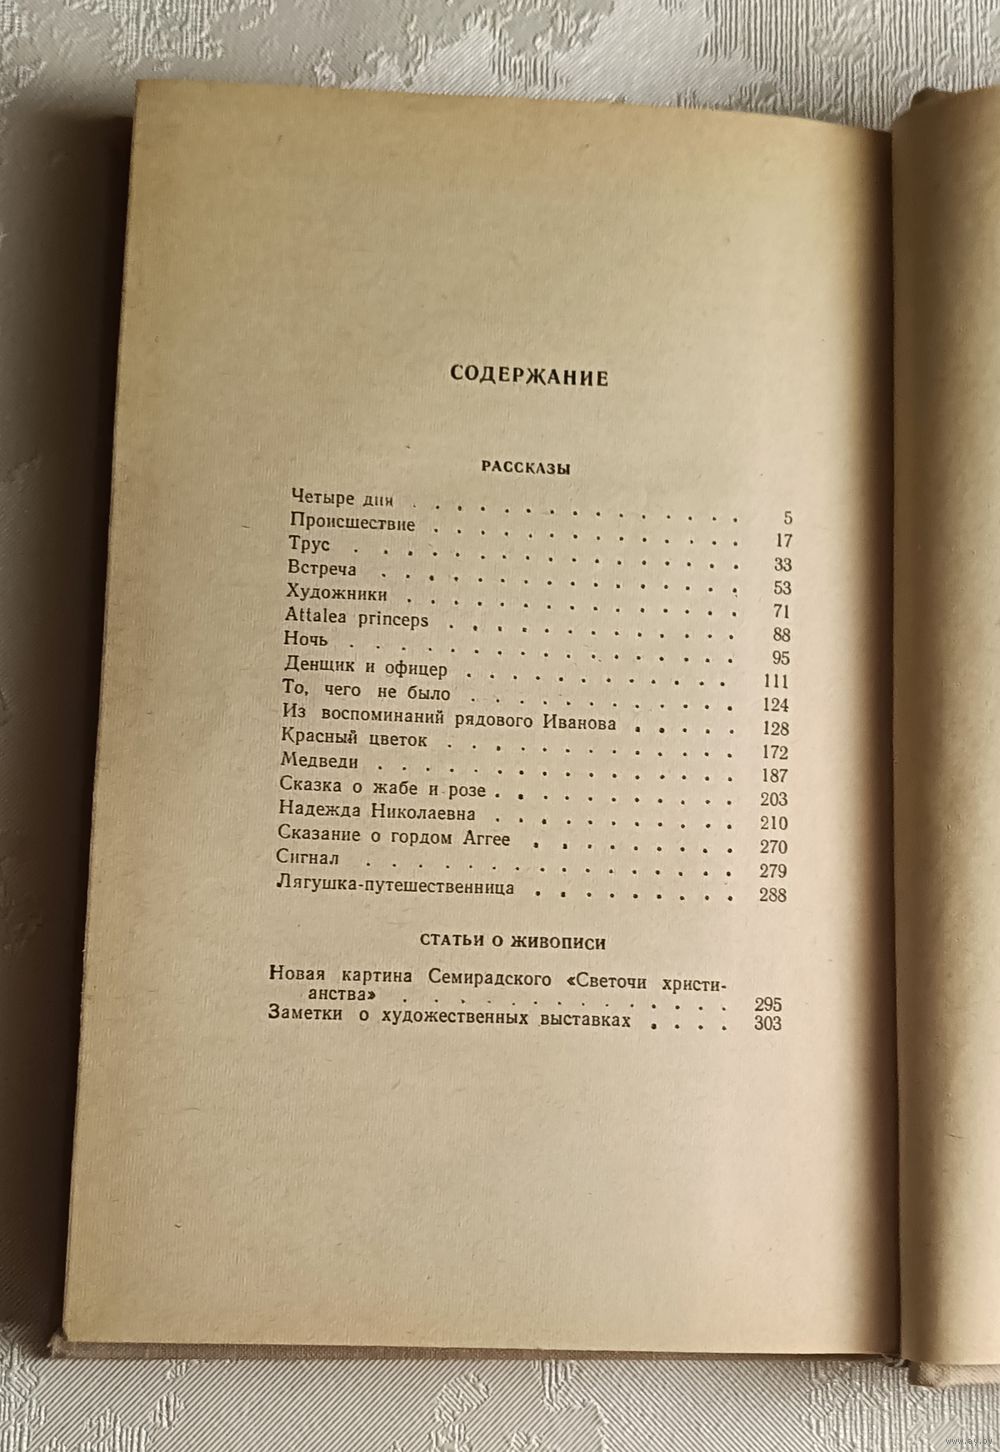 СОДЕРЖАНИЕ
РАССКАЗЫ
Четыре дня . . . . . . . . . . . . . . . 5
Происшествие . . . . . . . . . . . . . . 17
Трус . . . . . . . . . . . . . . . . . . 33
Встреча . . . . . . . . . . . . . . . . 53
Художники . . . . . . . . . . . . . . . 71
Attalea princeps . . . . . . . . . . . . . 88
Ночь . . . . . . . . . . . . . . . . . . 95
Денщик и офицер . . . . . . . . . . . . 111
То, чего не было . . . . . . . . . . . . 124
Из воспоминаний рядового Иванова . . . . . 128
Красный цветок . . . . . . . . . . . . . 172
Медведи . . . . . . . . . . . . . . . . 187
Сказка о жабе и розе . . . . . . . . . . . 203
Надежда Николаевна . . . . . . . . . . . 210
Сказание о гордом Аггее . . . . . . . . . 270
Сигнал . . . . . . . . . . . . . . . . . 279
Лягушка-путешественница . . . . . . . . . 288
СТАТЬИ О ЖИВОПИСИ
Новая картина Семирадского «Светочи христи-
анства» . . . . . . . . . . . . . . 295
Заметки о художественных выставках . . . . 303
www.ay.by